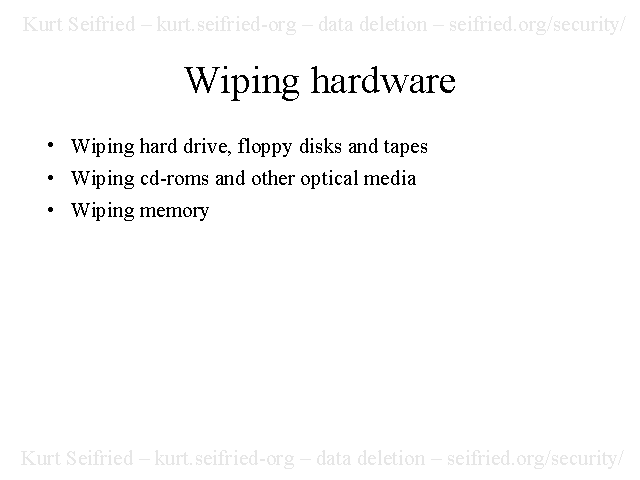 Kurt Seifried – kurt.seifried-org – data deletion – seifried.org/security/
Wiping hardware
• Wiping hard drive, floppy disks and tapes
• Wiping cd-roms and other optical media
• Wiping memory
Kurt Seifried – kurt.seifried-org – data deletion – seifried.org/security/